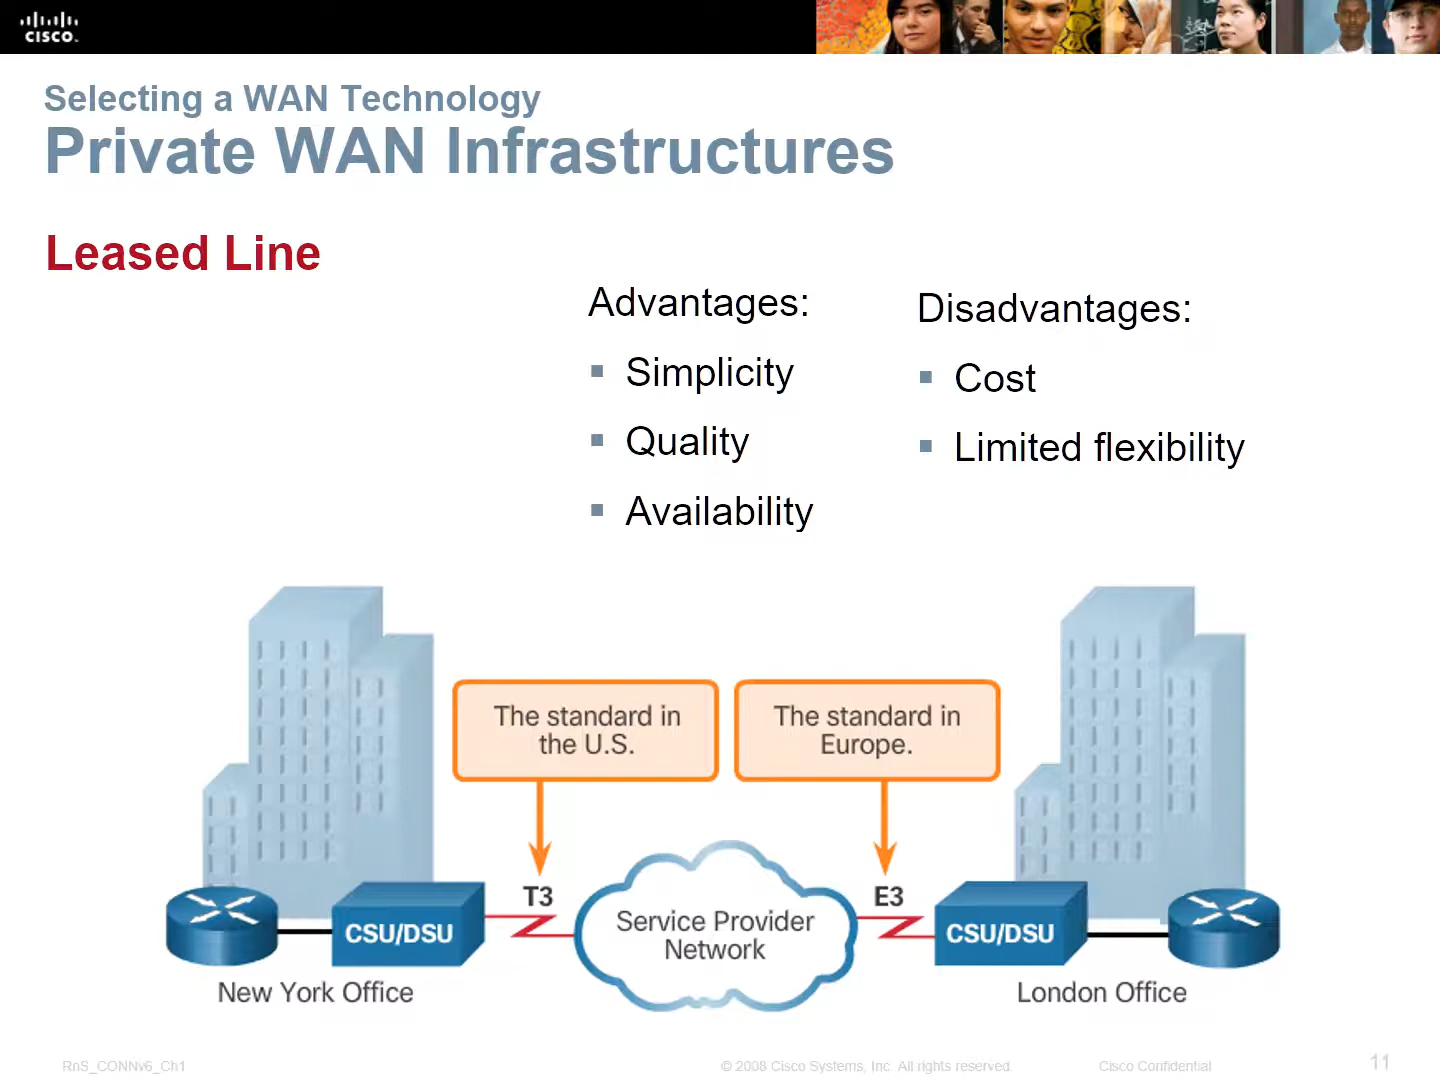 CISCO.
Selecting a WAN Technology
Private WAN Infrastructures
Leased Line
Advantages:
▪ Simplicity
▪ Quality
▪ Availability
Disadvantages:
▪ Cost
▪ Limited flexibility
The standard in
the U.S.
The standard in
Europe.
T3
E3
CSU/DSU
Service Provider
Network
CSU/DSU
New York Office
London Office
RnS_CONNv6_Ch1
© 2008 Cisco Systems, Inc. All rights reserved.
Cisco Confidential
11